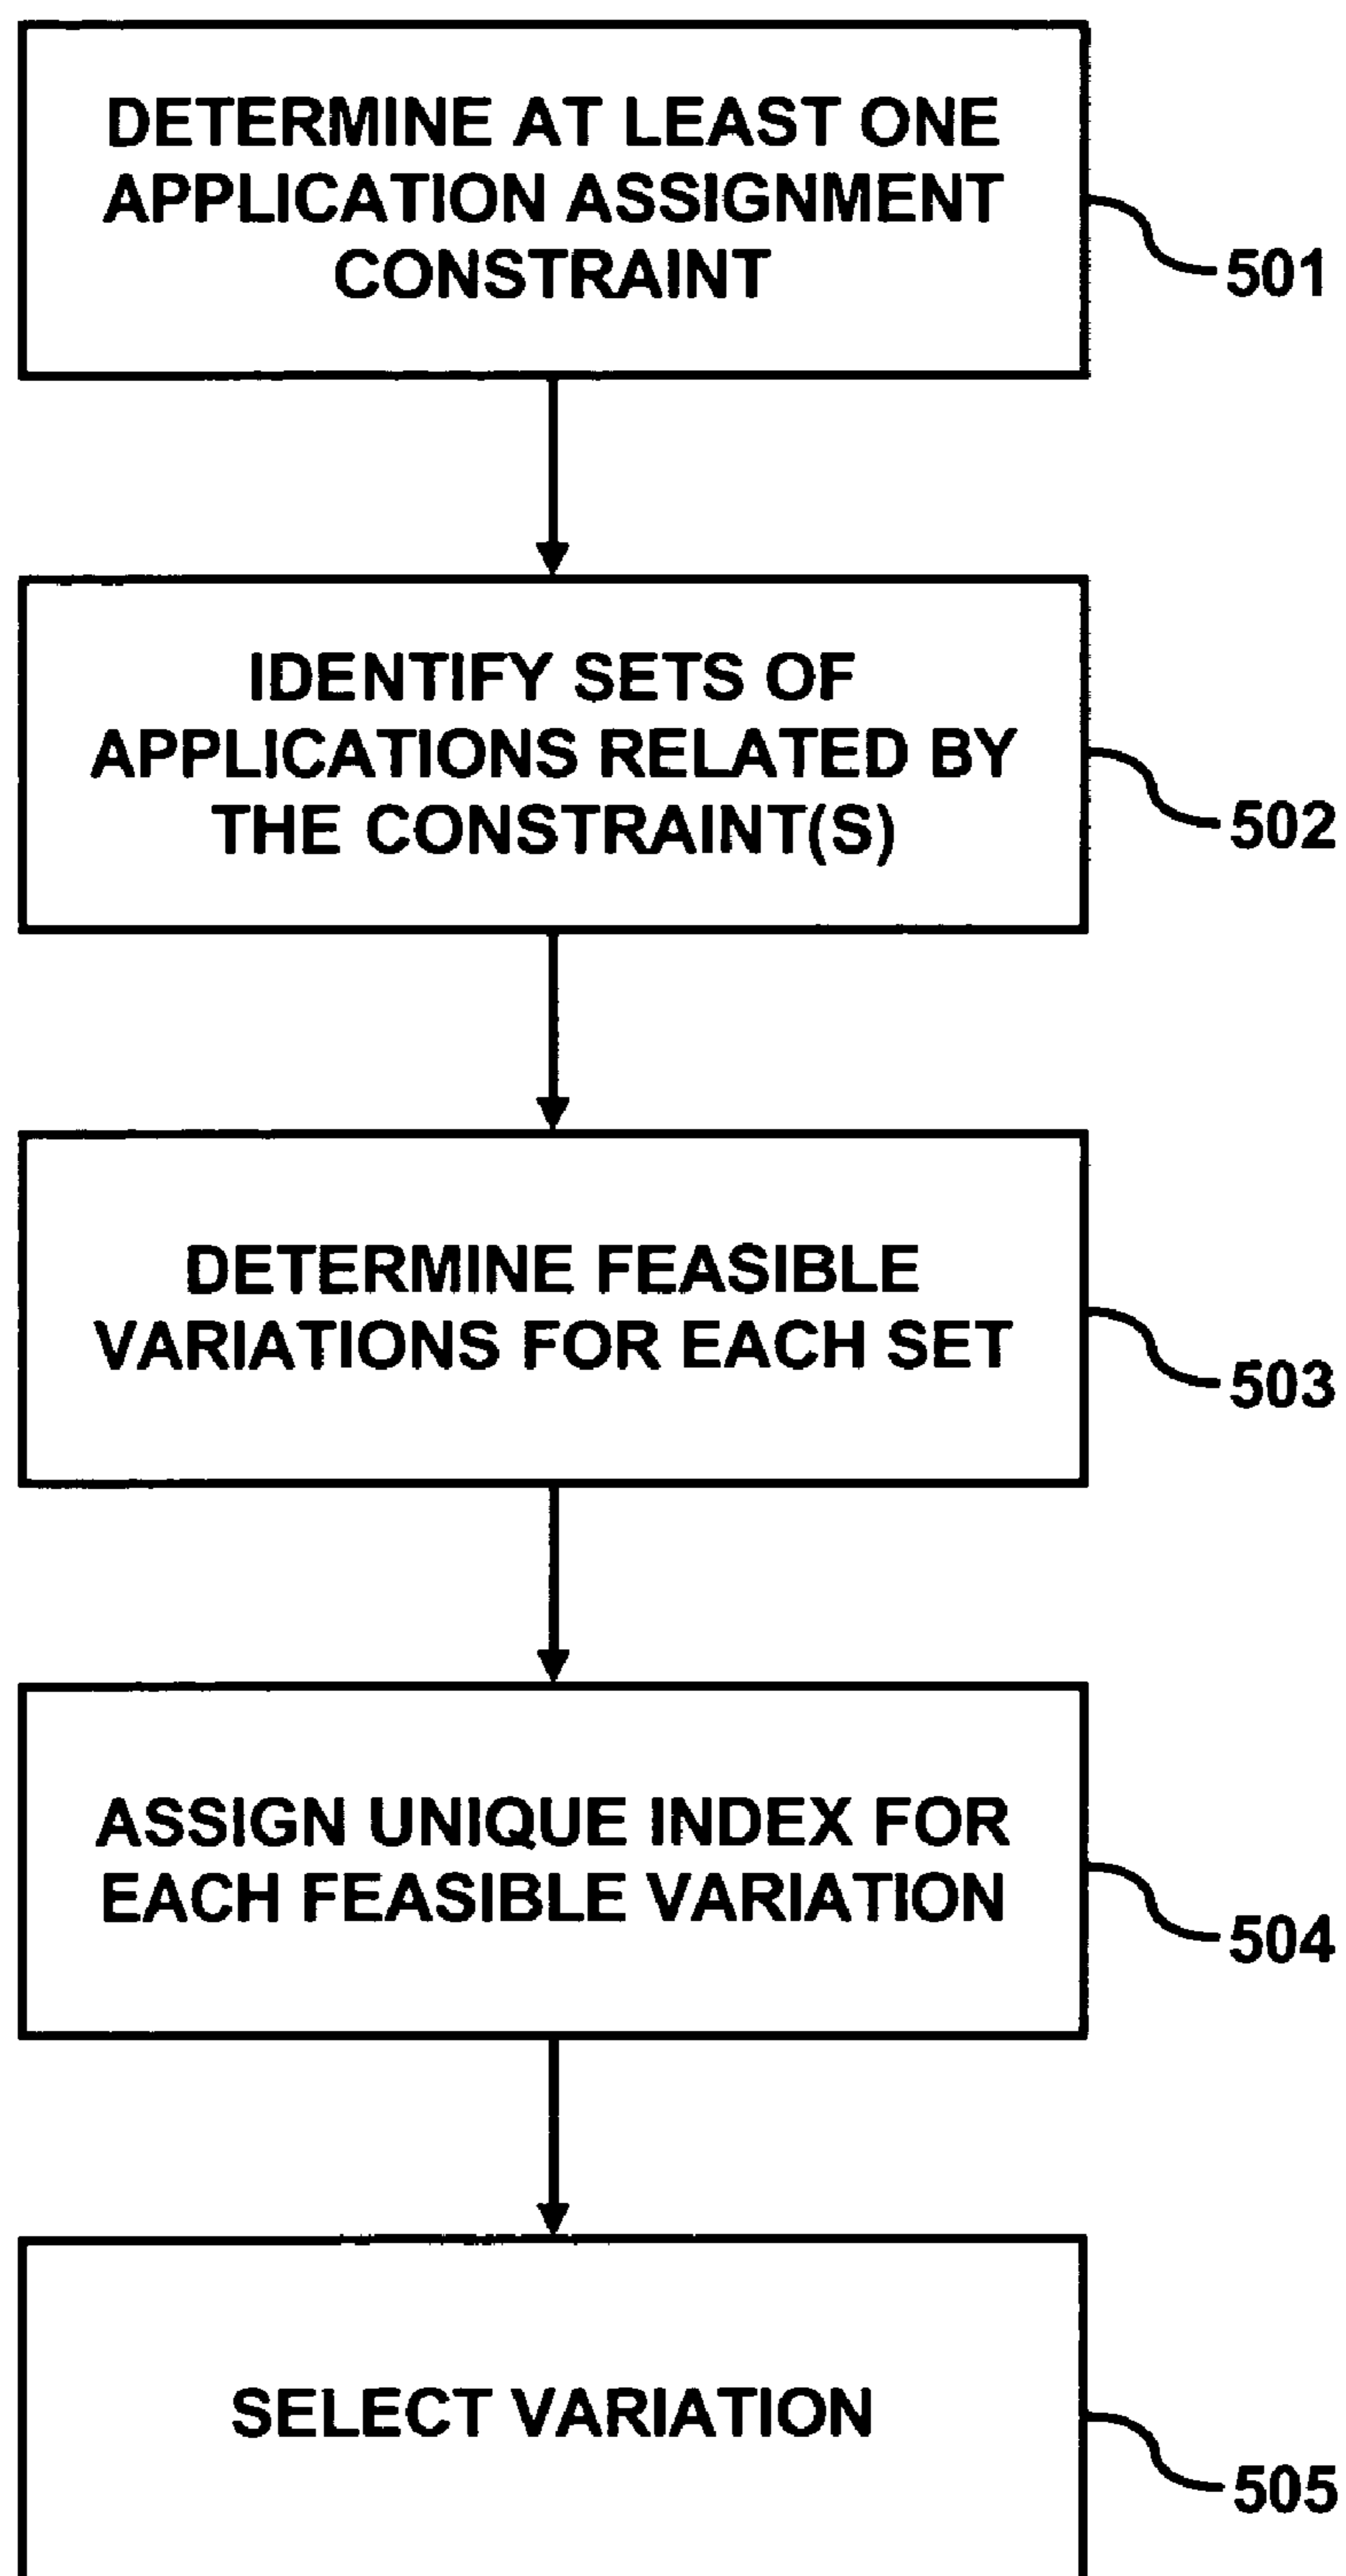 DETERMINE AT LEAST ONE
APPLICATION ASSIGNMENT
CONSTRAINT
501
IDENTIFY SETS OF
APPLICATIONS RELATED BY
THE CONSTRAINT(S)
502
DETERMINE FEASIBLE
VARIATIONS FOR EACH SET
503
ASSIGN UNIQUE INDEX FOR
EACH FEASIBLE VARIATION
504
SELECT VARIATION
505